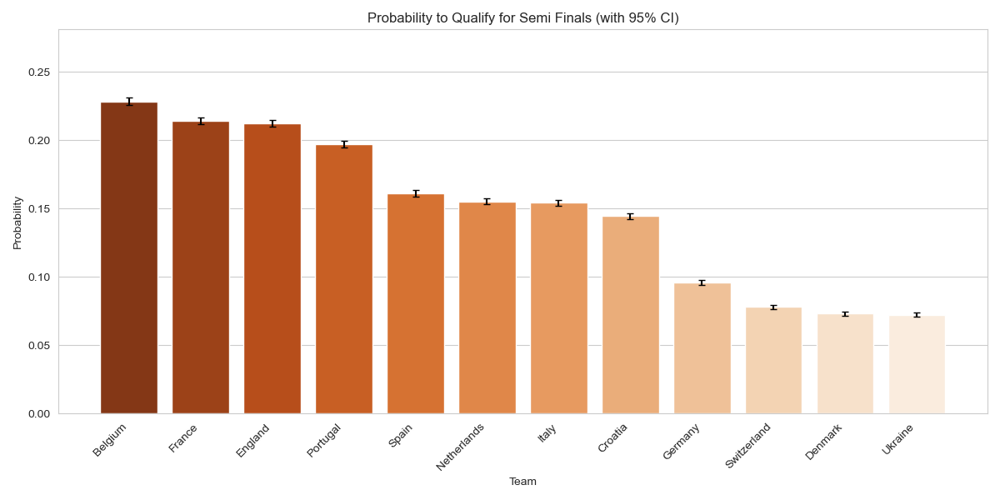 Probability to Qualify for Semi Finals (with 95% CI)
Probability
0.25
0.20
0.15
0.10
0.05
0.00
Belgium
France
England
Portugal
Spain
Netherlands
Italy
Croatia
Germany
Switzerland
Denmark
Ukraine
Team